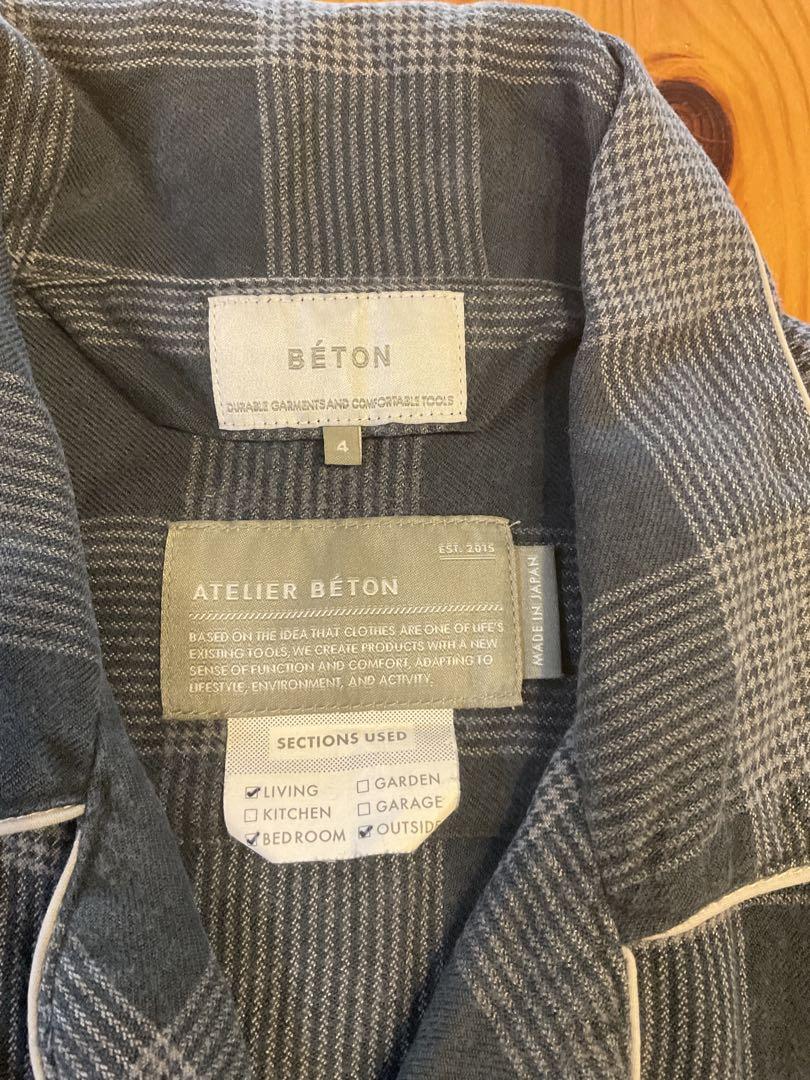 BÉTON
DURABLE GARMENTS AND COMFORTABLE TOOLS
4
EST. 2015
ATELIER BÉTON
BASED ON THE IDEA THAT CLOTHES ARE ONE OF LIFE'S
EXISTING TOOLS, WE CREATE PRODUCTS WITH A NEW
SENSE OF FUNCTION AND COMFORT, ADAPTING TO
LIFESTYLE, ENVIRONMENT, AND ACTIVITY.
MADE IN JAPAN
SECTIONS USED
☑ LIVING ☐ GARDEN
☐ KITCHEN ☐ GARAGE
☑ BEDROOM ☑ OUTSIDE